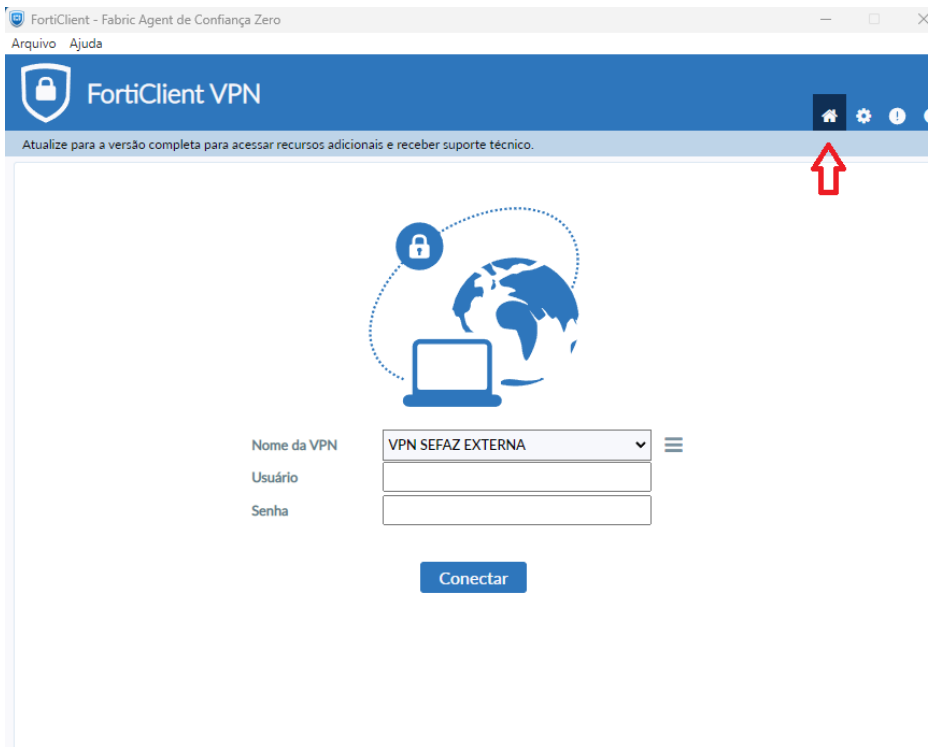 FortiClient - Fabric Agent de Confiança Zero
Arquivo Ajuda
FortiClient VPN
Atualize para a versão completa para acessar recursos adicionais e receber suporte técnico.
Nome da VPN VPN SEFAZ EXTERNA
Usuário
Senha
Conectar